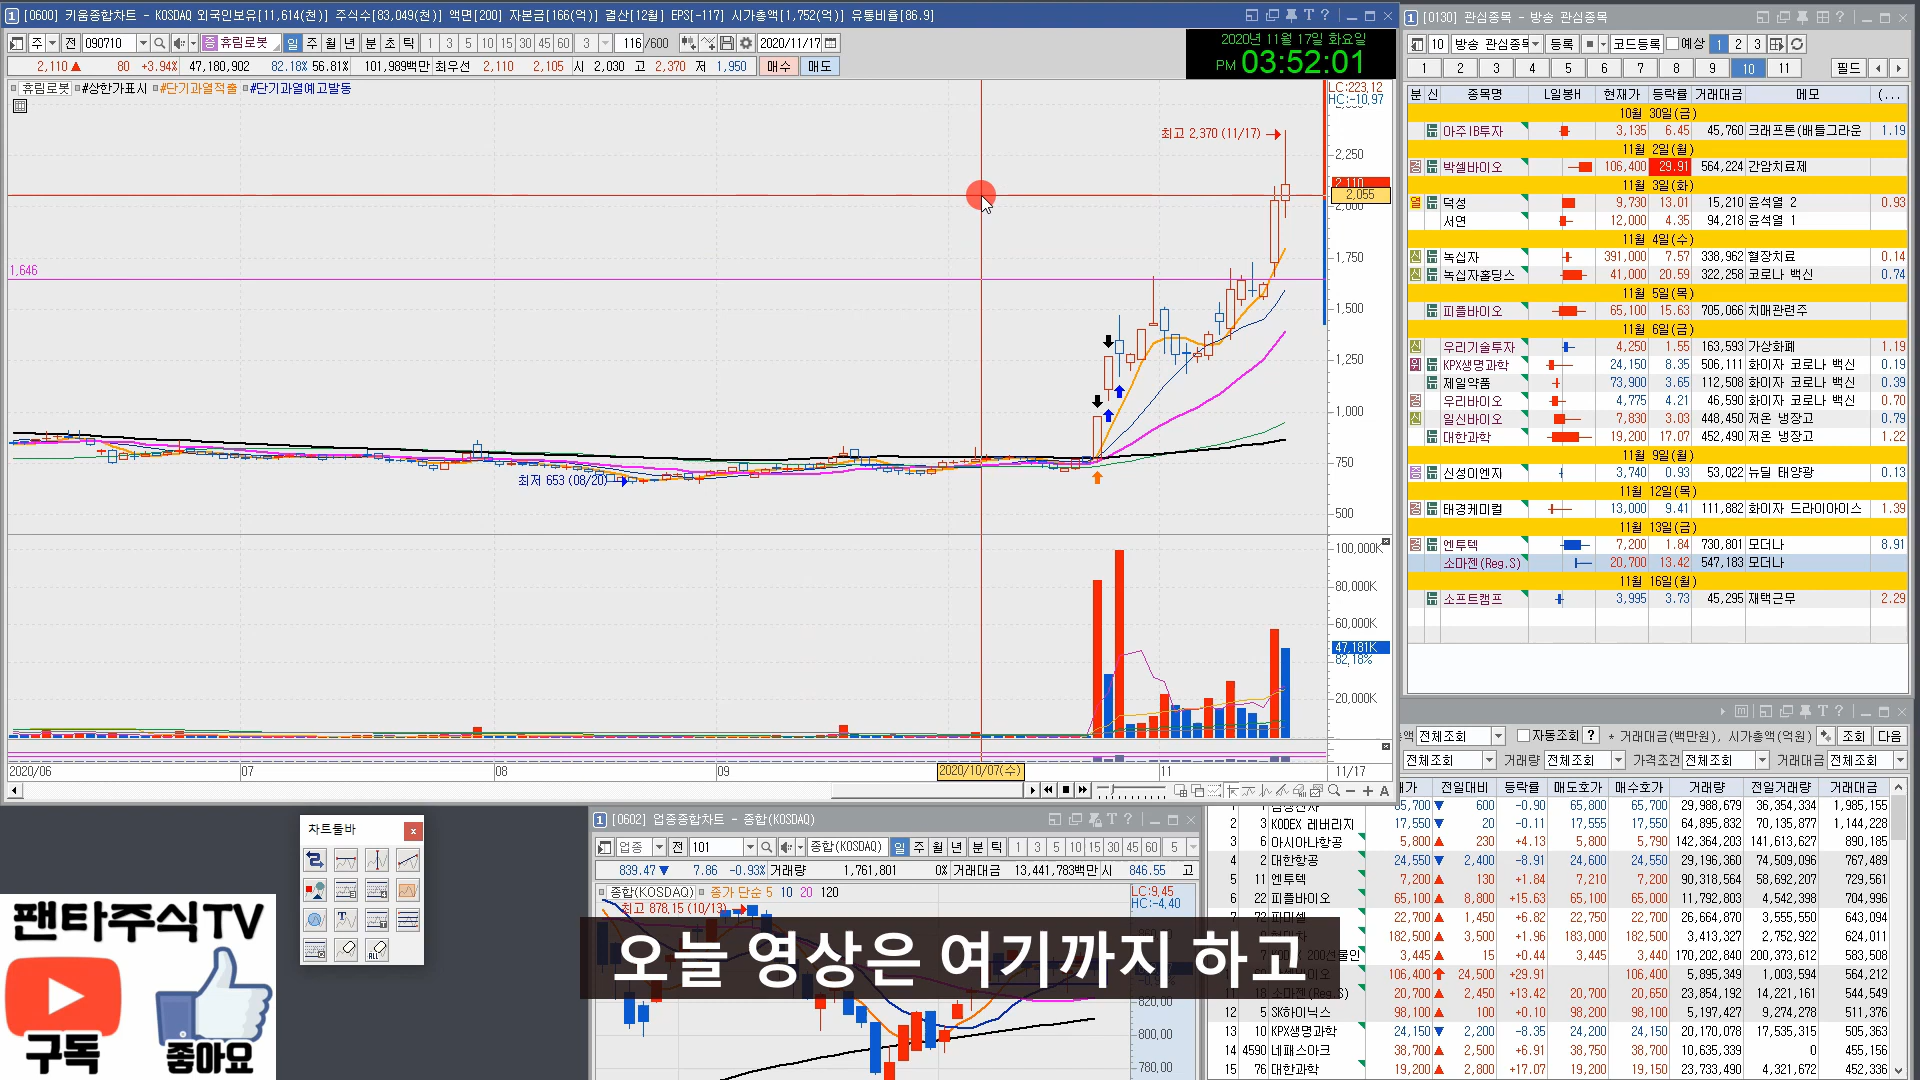 [0600] 키움종합차트 - KOSDAQ 외국인보유[11,614(천)] 주식수[83,049(천)] 액면[200] 자본금[166(억)] 결산[12월] EPS[-117] 시가총액[1,752(억)] 유통비율[86.9]
주 전 090710 휴림로봇 일 주 월 년 분 초 틱 1 3 5 10 15 30 45 60 3 116 /600 2020/11/17
2,110 ▲ 80 +3.94% 47,180,902 82.18% 56.81% 101,989백만 최우선 2,110 2,105 시 2,030 고 2,370 저 1,950 매수 매도
2020년 11월 17일 화요일
PM 03:52:01
휴림로봇 #상한가표시 #단기과열적출 #단기과열예고발동
LC:223,12
HC:-10,97
최고 2,370 (11/17)
2,250
2,110
2,055
2,000
1,750
1,646
1,500
1,250
1,000
750
최저 653 (08/20)
500
100,000K
80,000K
60,000K
47,181K
82,18%
20,000K
2020/06 07 08 09 2020/10/07(수) 11 11/17
[0130] 관심종목 - 방송 관심종목
10 방송 관심종목 등록 코드등록 예상 1 2 3
1 2 3 4 5 6 7 8 9 10 11 필드
분 신 종목명 L일봉H 현재가 등락률 거래대금 메모 (...
10월 30일(금)
아주IB투자 3,135 6.45 45,760 크래프톤(배틀그라운 1.19
11월 2일(월)
박셀바이오 106,400 29.91 564,224 간암치료제
11월 3일(화)
덕성 9,730 13.01 15,210 윤석열 2 0.93
서연 12,000 4.35 94,218 윤석열 1
11월 4일(수)
녹십자 391,000 7.57 338,962 혈장치료 0.14
녹십자홀딩스 41,000 20.59 322,258 코로나 백신 0.74
11월 5일(목)
피플바이오 65,100 15.63 705,066 치매관련주
11월 6일(금)
우리기술투자 4,250 1.55 163,593 가상화폐 1.19
KPX생명과학 24,150 8.35 506,111 화이자 코로나 백신 0.19
제일약품 73,900 3.65 112,508 화이자 코로나 백신 0.39
우리바이오 4,775 4.21 46,590 화이자 코로나 백신 0.70
일신바이오 7,830 3.03 448,450 저온 냉장고 0.79
대한과학 19,200 17.07 452,490 저온 냉장고 1.22
11월 9일(월)
신성이엔지 3,740 0.93 53,022 뉴딜 태양광 0.13
11월 12일(목)
태경케미컬 13,000 9.41 111,882 화이자 드라이아이스 1.39
11월 13일(금)
엔투텍 7,200 1.84 730,801 모더나 8.91
소마젠(Reg.S) 20,700 13.42 547,183 모더나
11월 16일(월)
소프트캠프 3,995 3.73 45,295 재택근무 2.29
전체조회 자동조회 ? * 거래대금(백만원), 시가총액(억원) 조회 다음
전체조회 거래량 전체조회 가격조건 전체조회 거래대금 전체조회
전일대비 등락률 매도호가 매수호가 거래량 전일거래량 거래대금
▼ 600 -0.90 65,800 65,700 29,988,679 36,354,334 1,985,155
2 3 KODEX 레버리지 17,550 ▼ 20 -0.11 17,555 17,550 64,895,832 70,135,877 1,144,228
3 6 아시아나항공 5,800 ▲ 230 +4.13 5,800 5,790 142,364,203 141,613,627 890,185
4 2 대한항공 24,550 ▼ 2,400 -8.91 24,600 24,550 29,196,360 74,509,096 767,489
5 11 엔투텍 7,200 ▲ 130 +1.84 7,210 7,200 90,318,564 58,692,207 729,561
6 22 피플바이오 65,100 ▲ 8,800 +15.63 65,100 65,000 11,792,803 4,542,398 704,996
7 72 피미셀 22,700 ▲ 1,450 +6.82 22,750 22,700 26,664,870 3,555,550 643,094
182,500 ▲ 3,500 +1.96 183,000 182,500 3,413,327 2,752,922 624,011
200선물인 3,445 ▲ 15 +0.44 3,445 3,440 170,202,840 200,373,612 583,508
106,400 24,500 +29.91 106,400 5,895,349 1,003,594 564,212
11 18 소마젠(Reg.S) 20,700 ▲ 2,450 +13.42 20,700 20,650 23,854,192 14,221,161 544,549
12 5 SK하이닉스 98,100 ▲ 100 +0.10 98,200 98,100 5,197,427 9,274,278 511,376
13 10 KPX생명과학 24,150 ▼ 2,200 -8.35 24,200 24,150 20,170,078 17,535,315 505,363
14 4590 네패스아크 38,700 ▲ 2,500 +6.91 38,750 38,700 10,635,339 0 455,156
15 76 대한과학 19,200 ▲ 2,800 +17.07 19,200 19,150 23,733,490 4,321,672 452,336
차트툴바
[0602] 업종종합차트 - 종합(KOSDAQ)
업종 전 101 종합(KOSDAQ) 일 주 월 년 분 틱 1 3 5 10 15 30 45 60 5
839.47 ▼ 7.86 -0.93% 거래량 1,761,801 0% 거래대금 13,441,783백만 시 846.55 고
종합(KOSDAQ) 종가 단순 5 10 20 120
LC:9,45
HC:-4,40
최고 878,15 (10/13)
820,00
800,00
780,00
오늘 영상은 여기까지 하고
팬타주식TV
구독
좋아요